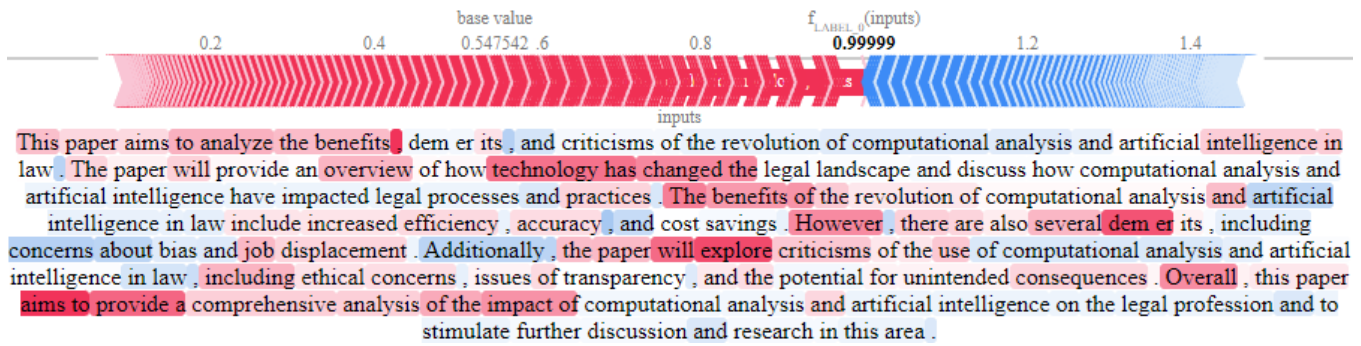 base value f LABEL_0 (inputs)
0.2 0.4 0.547542 .6 0.8 0.99999 1.2 1.4
inputs
This paper aims to analyze the benefits , dem er its , and criticisms of the revolution of computational analysis and artificial intelligence in
law . The paper will provide an overview of how technology has changed the legal landscape and discuss how computational analysis and
artificial intelligence have impacted legal processes and practices . The benefits of the revolution of computational analysis and artificial
intelligence in law include increased efficiency , accuracy , and cost savings . However , there are also several dem er its , including
concerns about bias and job displacement . Additionally , the paper will explore criticisms of the use of computational analysis and artificial
intelligence in law , including ethical concerns , issues of transparency , and the potential for unintended consequences . Overall , this paper
aims to provide a comprehensive analysis of the impact of computational analysis and artificial intelligence on the legal profession and to
stimulate further discussion and research in this area .